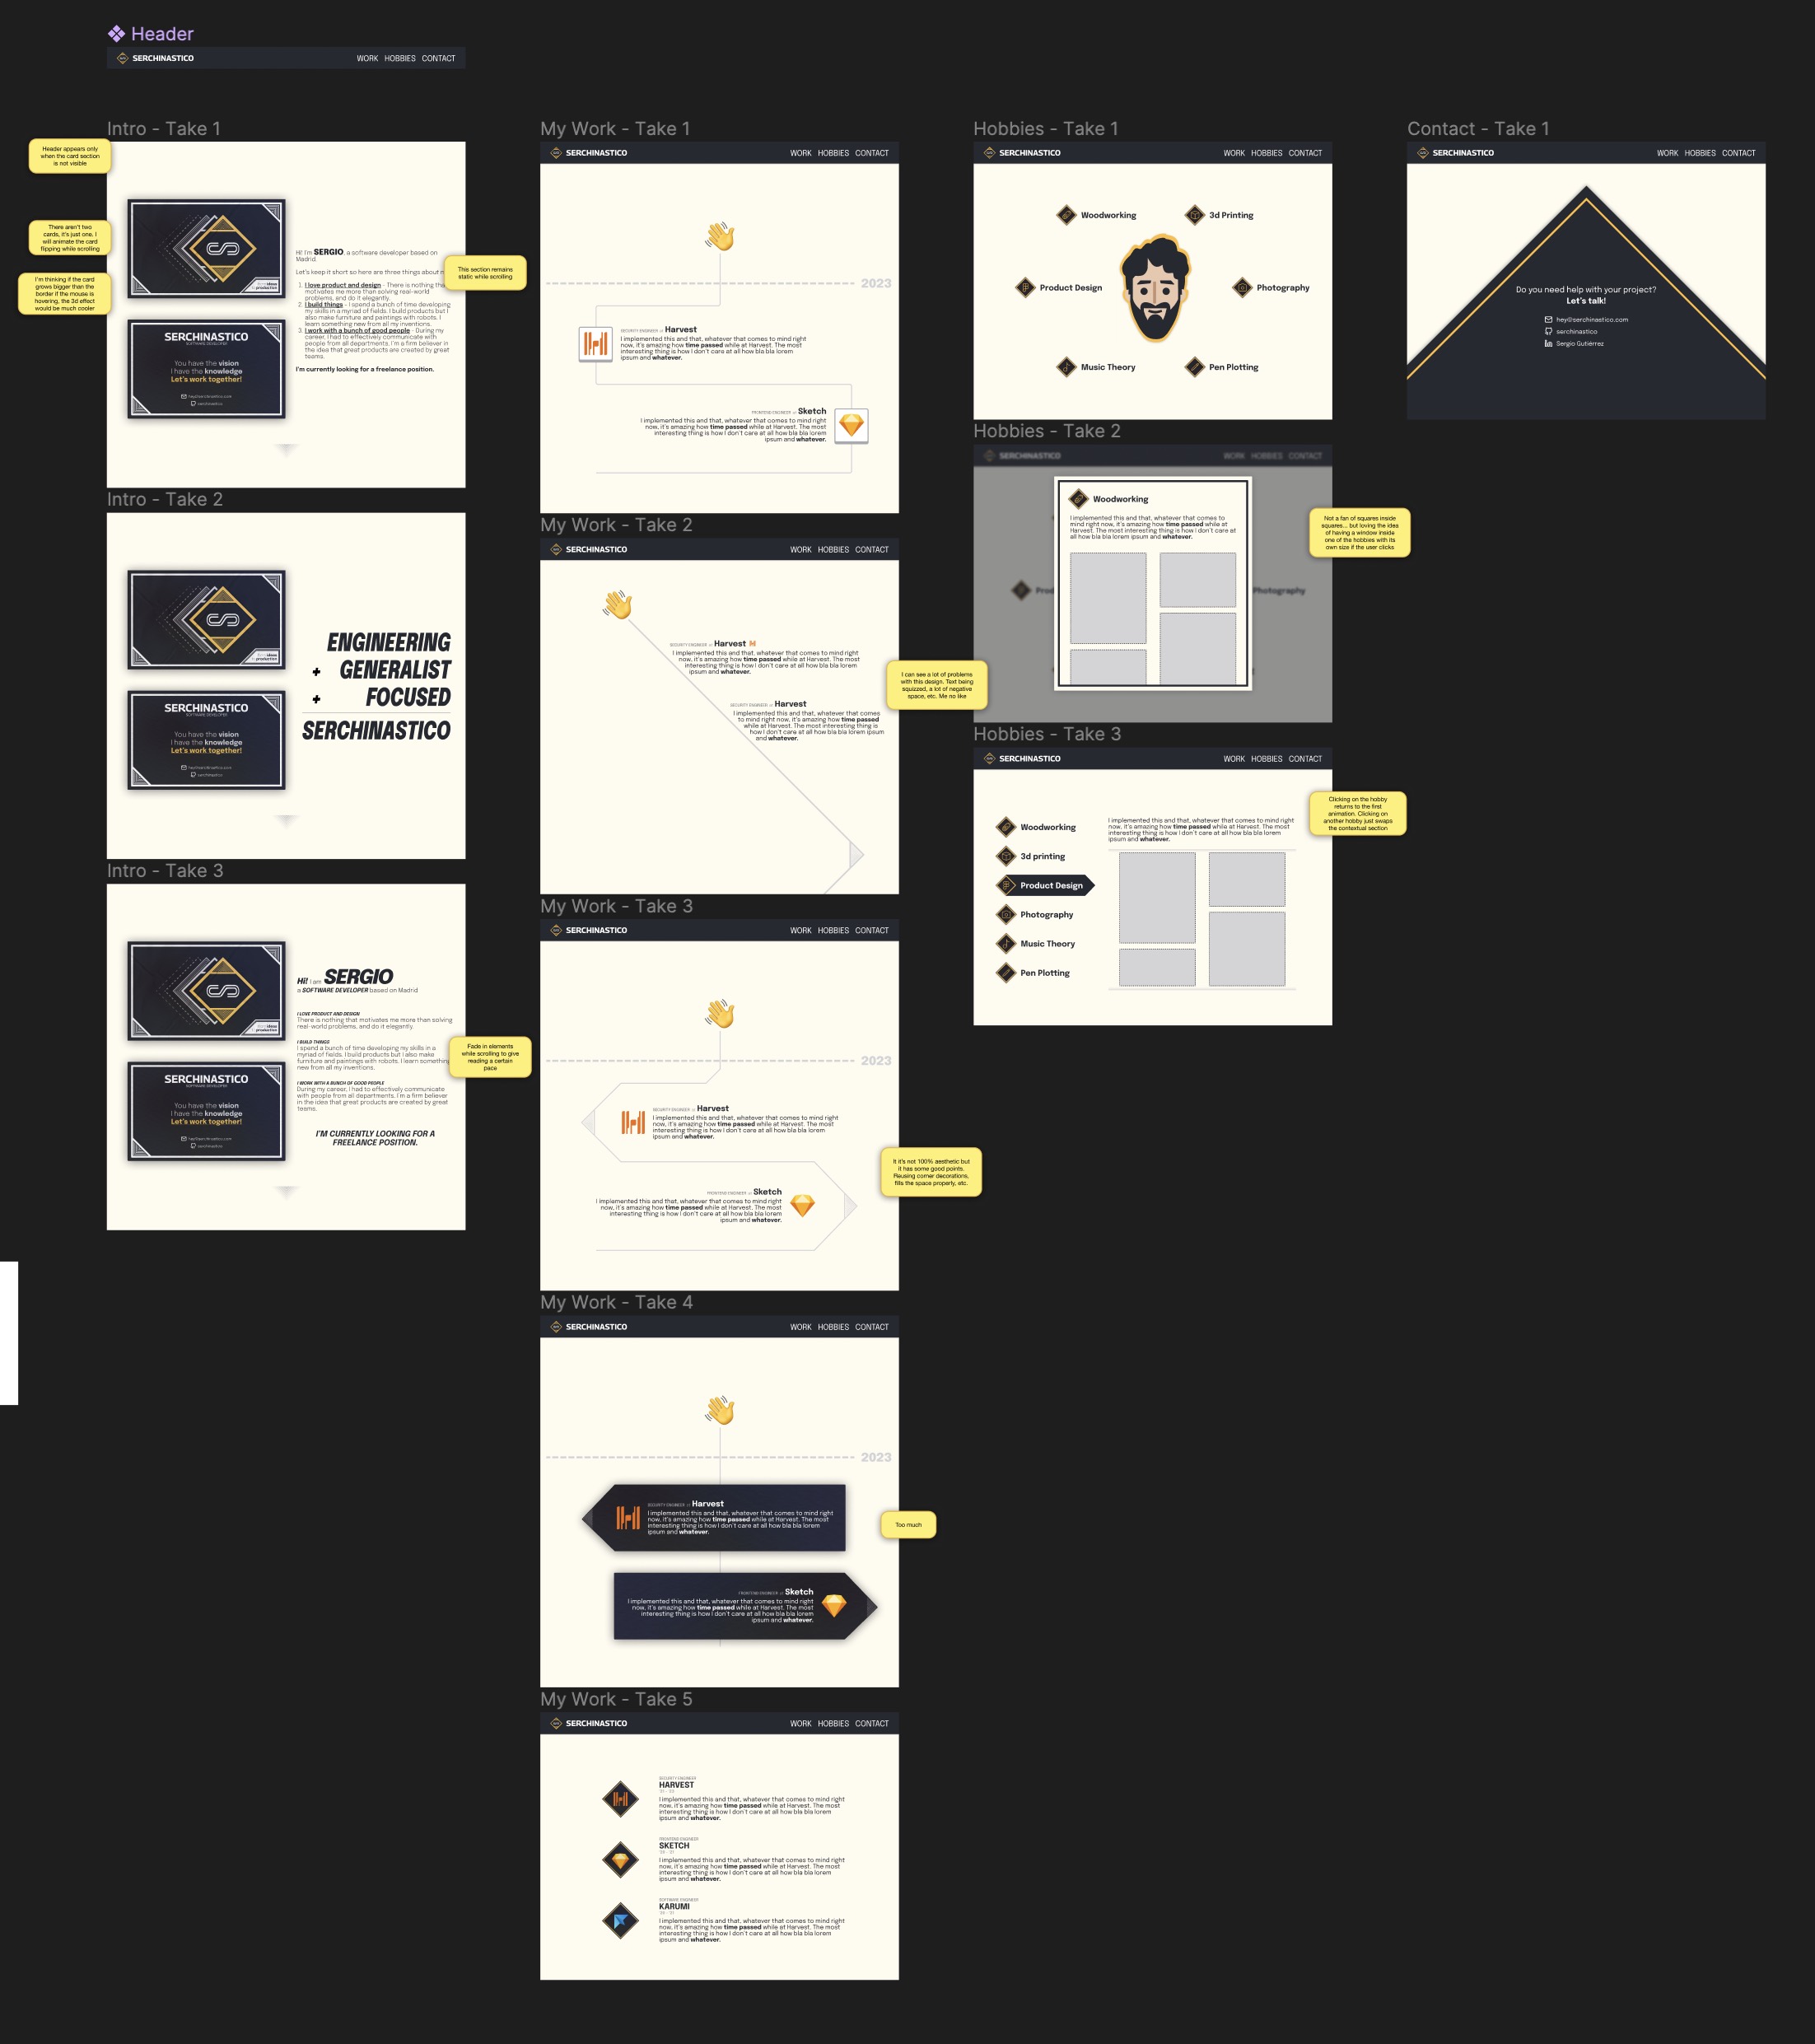 Header
SERCHINASTICO
WORK HOBBIES CONTACT
Intro - Take 1
Header appears only
when the card section
is not visible
There aren't two
cards, it's just one. I
will animate the card
flipping while scrolling
I'm thinking if the card
grows bigger than the
border if the mouse is
hovering, the 3d effect
would be much cooler
SERCHINASTICO
SOFTWARE DEVELOPER
You have the vision
I have the knowledge
Let's work together!
hey@serchinastico.com
serchinastico
Hi! I'm SERGIO, a software developer based on
Madrid.
Let's keep it short so here are three things about
1. I love product and design - There is nothing
motivates me more than solving real-world
problems, and do it elegantly.
2. I build things - I spend a bunch of time developing
my skills in a myriad of fields. I build products but I
also make furniture and paintings with robots. I
learn something new from all my inventions.
3. I work with a bunch of good people - During my
career, I had to effectively communicate with
people from all departments. I'm a firm believer in
the idea that great products are created by great
teams.
I'm currently looking for a freelance position.
This section remains
static while scrolling
Intro - Take 2
SERCHINASTICO
SOFTWARE DEVELOPER
You have the vision
I have the knowledge
Let's work together!
hey@serchinastico.com
serchinastico
ENGINEERING
+ GENERALIST
+ FOCUSED
SERCHINASTICO
Intro - Take 3
SERCHINASTICO
SOFTWARE DEVELOPER
You have the vision
I have the knowledge
Let's work together!
hey@serchinastico.com
serchinastico
Hi! I am SERGIO
a SOFTWARE DEVELOPER based on Madrid
I LOVE PRODUCT AND DESIGN
There is nothing that motivates me more than solving
real-world problems, and do it elegantly.
I BUILD THINGS
I spend a bunch of time developing my skills in a
myriad of fields. I build products but I also make
furniture and paintings with robots. I learn something
new from all my inventions.
I WORK WITH A BUNCH OF GOOD PEOPLE
During my career, I had to effectively communicate
with people from all departments. I'm a firm believer
in the idea that great products are created by great
teams.
I'M CURRENTLY LOOKING FOR A
FREELANCE POSITION.
Fade in elements
while scrolling to give
reading a certain
pace
My Work - Take 1
SERCHINASTICO
WORK HOBBIES CONTACT
2023
SECURITY ENGINEER at Harvest
I implemented this and that, whatever that comes to mind right
now, it's amazing how time passed while at Harvest. The most
interesting thing is how I don't care at all how bla bla lorem
ipsum and whatever.
FRONTEND ENGINEER at Sketch
I implemented this and that, whatever that comes to mind right
now, it's amazing how time passed while at Harvest. The most
interesting thing is how I don't care at all how bla bla lorem
ipsum and whatever.
My Work - Take 2
SERCHINASTICO
WORK HOBBIES CONTACT
SECURITY ENGINEER at Harvest
I implemented this and that, whatever that comes to mind right
now, it's amazing how time passed while at Harvest. The most
interesting thing is how I don't care at all how bla bla lorem
ipsum and whatever.
SECURITY ENGINEER at Harvest
I implemented this and that, whatever that comes
to mind right now, it's amazing how time passed
while at Harvest. The most interesting thing is
how I don't care at all how bla bla lorem ipsum
and whatever.
I can see a lot of problems
with this design. Text being
squizzed, a lot of negative
space, etc. Me no like
My Work - Take 3
SERCHINASTICO
WORK HOBBIES CONTACT
2023
SECURITY ENGINEER at Harvest
I implemented this and that, whatever that comes to mind right
now, it's amazing how time passed while at Harvest. The most
interesting thing is how I don't care at all how bla bla lorem
ipsum and whatever.
FRONTEND ENGINEER at Sketch
I implemented this and that, whatever that comes to mind right
now, it's amazing how time passed while at Harvest. The most
interesting thing is how I don't care at all how bla bla lorem
ipsum and whatever.
It it's not 100% aesthetic but
it has some good points.
Reusing corner decorations,
fills the space properly, etc.
My Work - Take 4
SERCHINASTICO
WORK HOBBIES CONTACT
2023
SECURITY ENGINEER at Harvest
I implemented this and that, whatever that comes to mind right
now, it's amazing how time passed while at Harvest. The most
interesting thing is how I don't care at all how bla bla lorem
ipsum and whatever.
FRONTEND ENGINEER at Sketch
I implemented this and that, whatever that comes to mind right
now, it's amazing how time passed while at Harvest. The most
interesting thing is how I don't care at all how bla bla lorem
ipsum and whatever.
Too much
My Work - Take 5
SERCHINASTICO
WORK HOBBIES CONTACT
SECURITY ENGINEER
HARVEST
I implemented this and that, whatever that comes to mind right
now, it's amazing how time passed while at Harvest. The most
interesting thing is how I don't care at all how bla bla lorem
ipsum and whatever.
FRONTEND ENGINEER
SKETCH
I implemented this and that, whatever that comes to mind right
now, it's amazing how time passed while at Harvest. The most
interesting thing is how I don't care at all how bla bla lorem
ipsum and whatever.
SOFTWARE ENGINEER
KARUMI
I implemented this and that, whatever that comes to mind right
now, it's amazing how time passed while at Harvest. The most
interesting thing is how I don't care at all how bla bla lorem
ipsum and whatever.
Hobbies - Take 1
SERCHINASTICO
WORK HOBBIES CONTACT
Woodworking
3d Printing
Product Design
Photography
Music Theory
Pen Plotting
Hobbies - Take 2
SERCHINASTICO
WORK HOBBIES CONTACT
Woodworking
I implemented this and that, whatever that comes to
mind right now, it's amazing how time passed while at
Harvest. The most interesting thing is how I don't care at
all how bla bla lorem ipsum and whatever.
Prod
Photography
Not a fan of squares inside
squares... but loving the idea
of having a window inside
one of the hobbies with its
own size if the user clicks
Hobbies - Take 3
SERCHINASTICO
WORK HOBBIES CONTACT
Woodworking
3d printing
Product Design
Photography
Music Theory
Pen Plotting
I implemented this and that, whatever that comes to mind right
now, it's amazing how time passed while at Harvest. The most
interesting thing is how I don't care at all how bla bla lorem
ipsum and whatever.
Clicking on the hobby
returns to the first
animation. Clicking on
another hobby just swaps
the contextual section
Contact - Take 1
SERCHINASTICO
WORK HOBBIES CONTACT
Do you need help with your project?
Let's talk!
hey@serchinastico.com
serchinastico
Sergio Gutiérrez